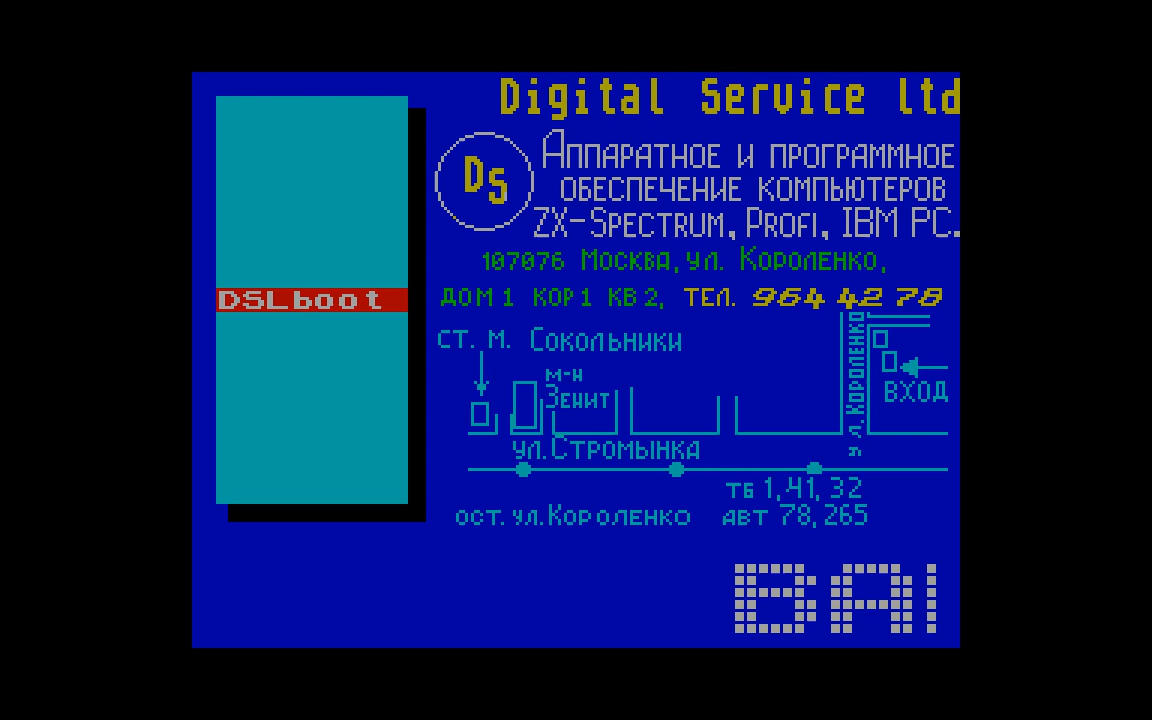 Digital Service ltd
DS
Аппаратное и программное
обеспечение компьютеров
ZX-Spectrum, Profi, IBM PC.
107076 Москва, ул. Короленко,
дом 1 кор 1 кв 2, тел. 964 42 78
DSLboot
ст. м. Сокольники
ул. Короленко
м-н
Зенит
вход
ул. Стромынка
тб 1, 41, 32
ост. ул. Короленко авт 78, 265
BAI